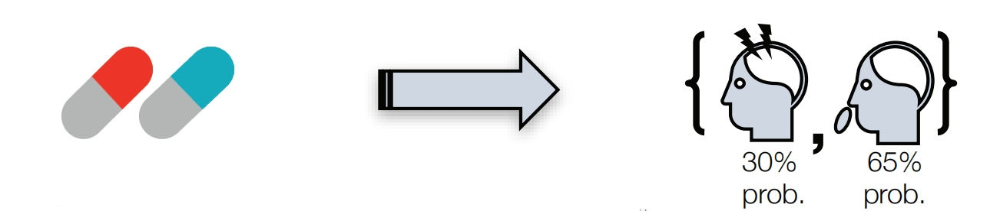 { , }
30% 65%
prob. prob.